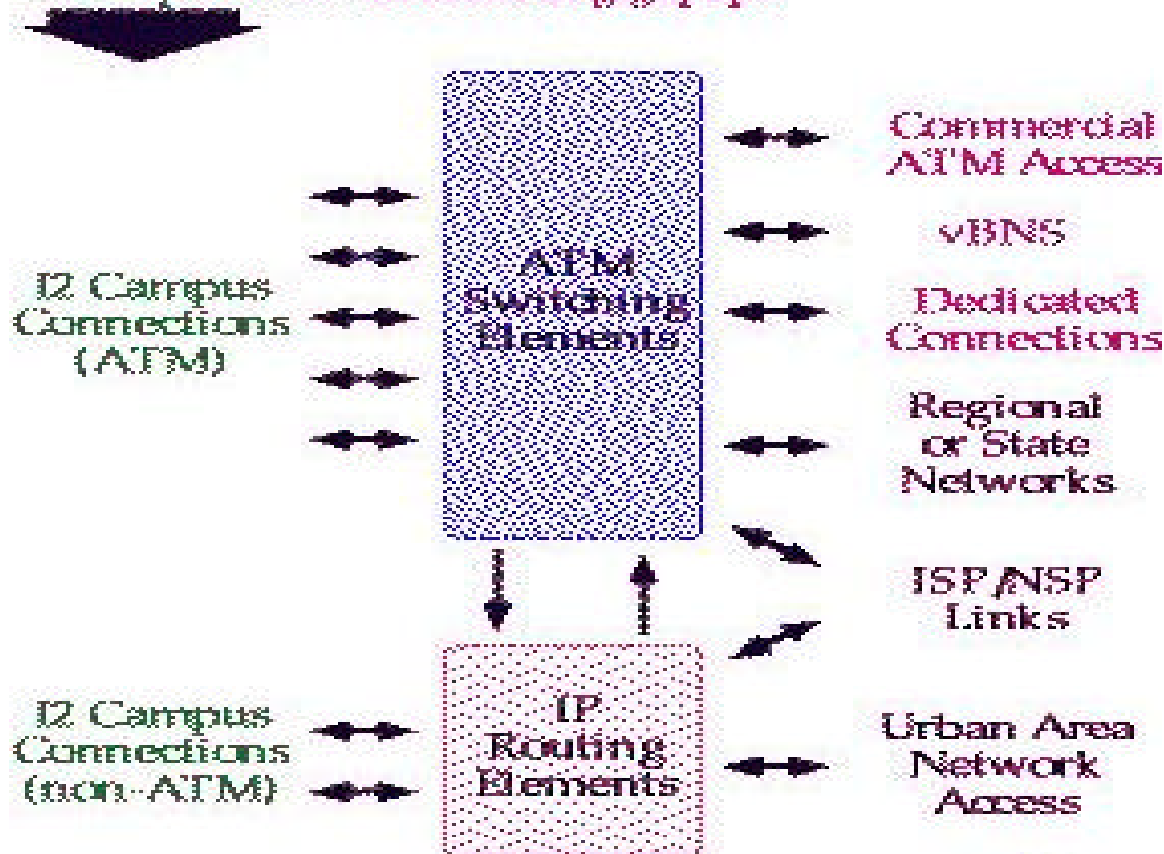 Commercial
ATM Access
vBNS
I2 Campus
Connections
(ATM)
ATM
Switching
Elements
Dedicated
Connections
Regional
or State
Networks
ISP/NSP
Links
I2 Campus
Connections
(non-ATM)
IP
Routing
Elements
Urban Area
Network
Access